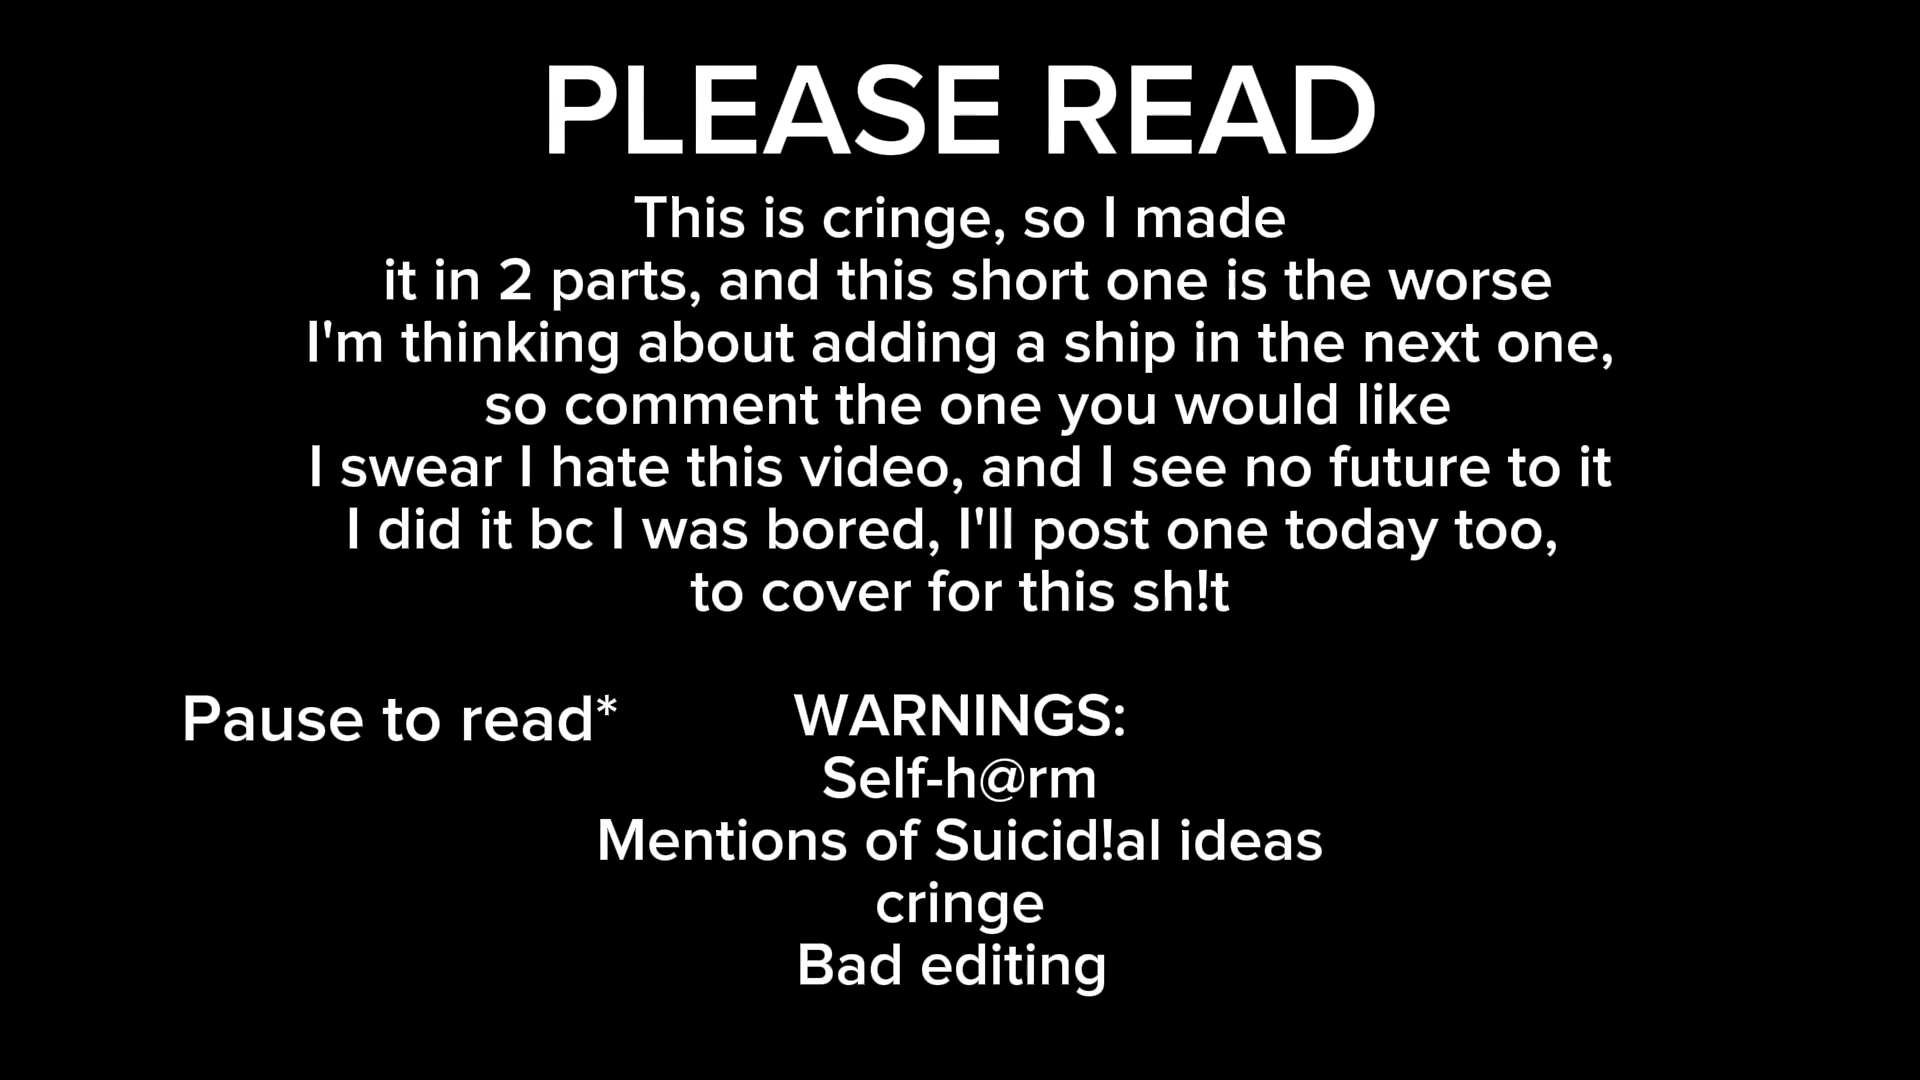 PLEASE READ
This is cringe, so I made
it in 2 parts, and this short one is the worse
I'm thinking about adding a ship in the next one,
so comment the one you would like
I swear I hate this video, and I see no future to it
I did it bc I was bored, I'll post one today too,
to cover for this sh!t
Pause to read*
WARNINGS:
Self-h@rm
Mentions of Suicid!al ideas
cringe
Bad editing